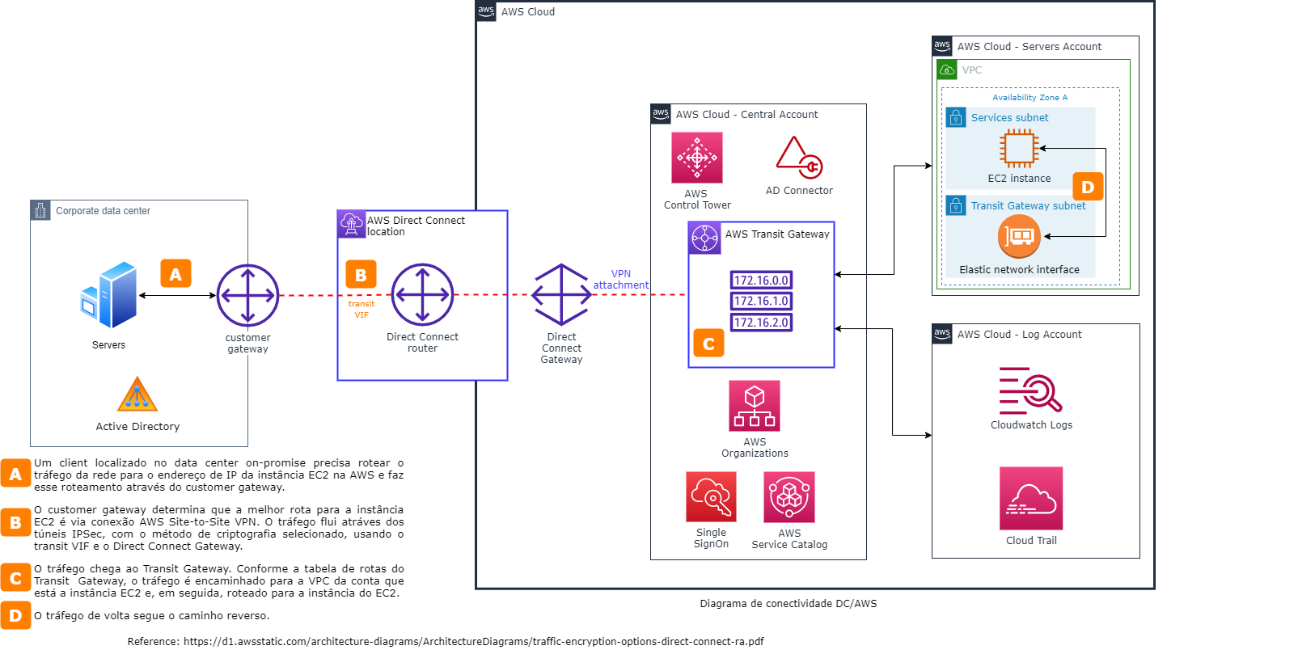 aws
AWS Cloud
aws
AWS Cloud - Servers Account
VPC
Availability Zone A
Services subnet
EC2 instance
D
Transit Gateway subnet
Elastic network interface
aws
AWS Cloud - Central Account
AWS
Control Tower
AD Connector
AWS Transit Gateway
172.16.0.0
172.16.1.0
172.16.2.0
C
AWS
Organizations
Single
SignOn
AWS
Service Catalog
aws
AWS Cloud - Log Account
Cloudwatch Logs
Cloud Trail
Corporate data center
A
Servers
customer
gateway
Active Directory
AWS Direct Connect
location
B
transit
VIF
Direct Connect
router
Direct
Connect
Gateway
VPN
attachment
A
Um client localizado no data center on-promise precisa rotear o
tráfego da rede para o endereço de IP da instância EC2 na AWS e faz
esse roteamento através do customer gateway.
B
O customer gateway determina que a melhor rota para a instância
EC2 é via conexão AWS Site-to-Site VPN. O tráfego flui atráves dos
túneis IPSec, com o método de criptografia selecionado, usando o
transit VIF e o Direct Connect Gateway.
C
O tráfego chega ao Transit Gateway. Conforme a tabela de rotas do
Transit  Gateway, o tráfego é encaminhado para a VPC da conta que
está a instância EC2 e, em seguida, roteado para a instância do EC2.
D
O tráfego de volta segue o caminho reverso.
Diagrama de conectividade DC/AWS
Reference: https://d1.awsstatic.com/architecture-diagrams/ArchitectureDiagrams/traffic-encryption-options-direct-connect-ra.pdf